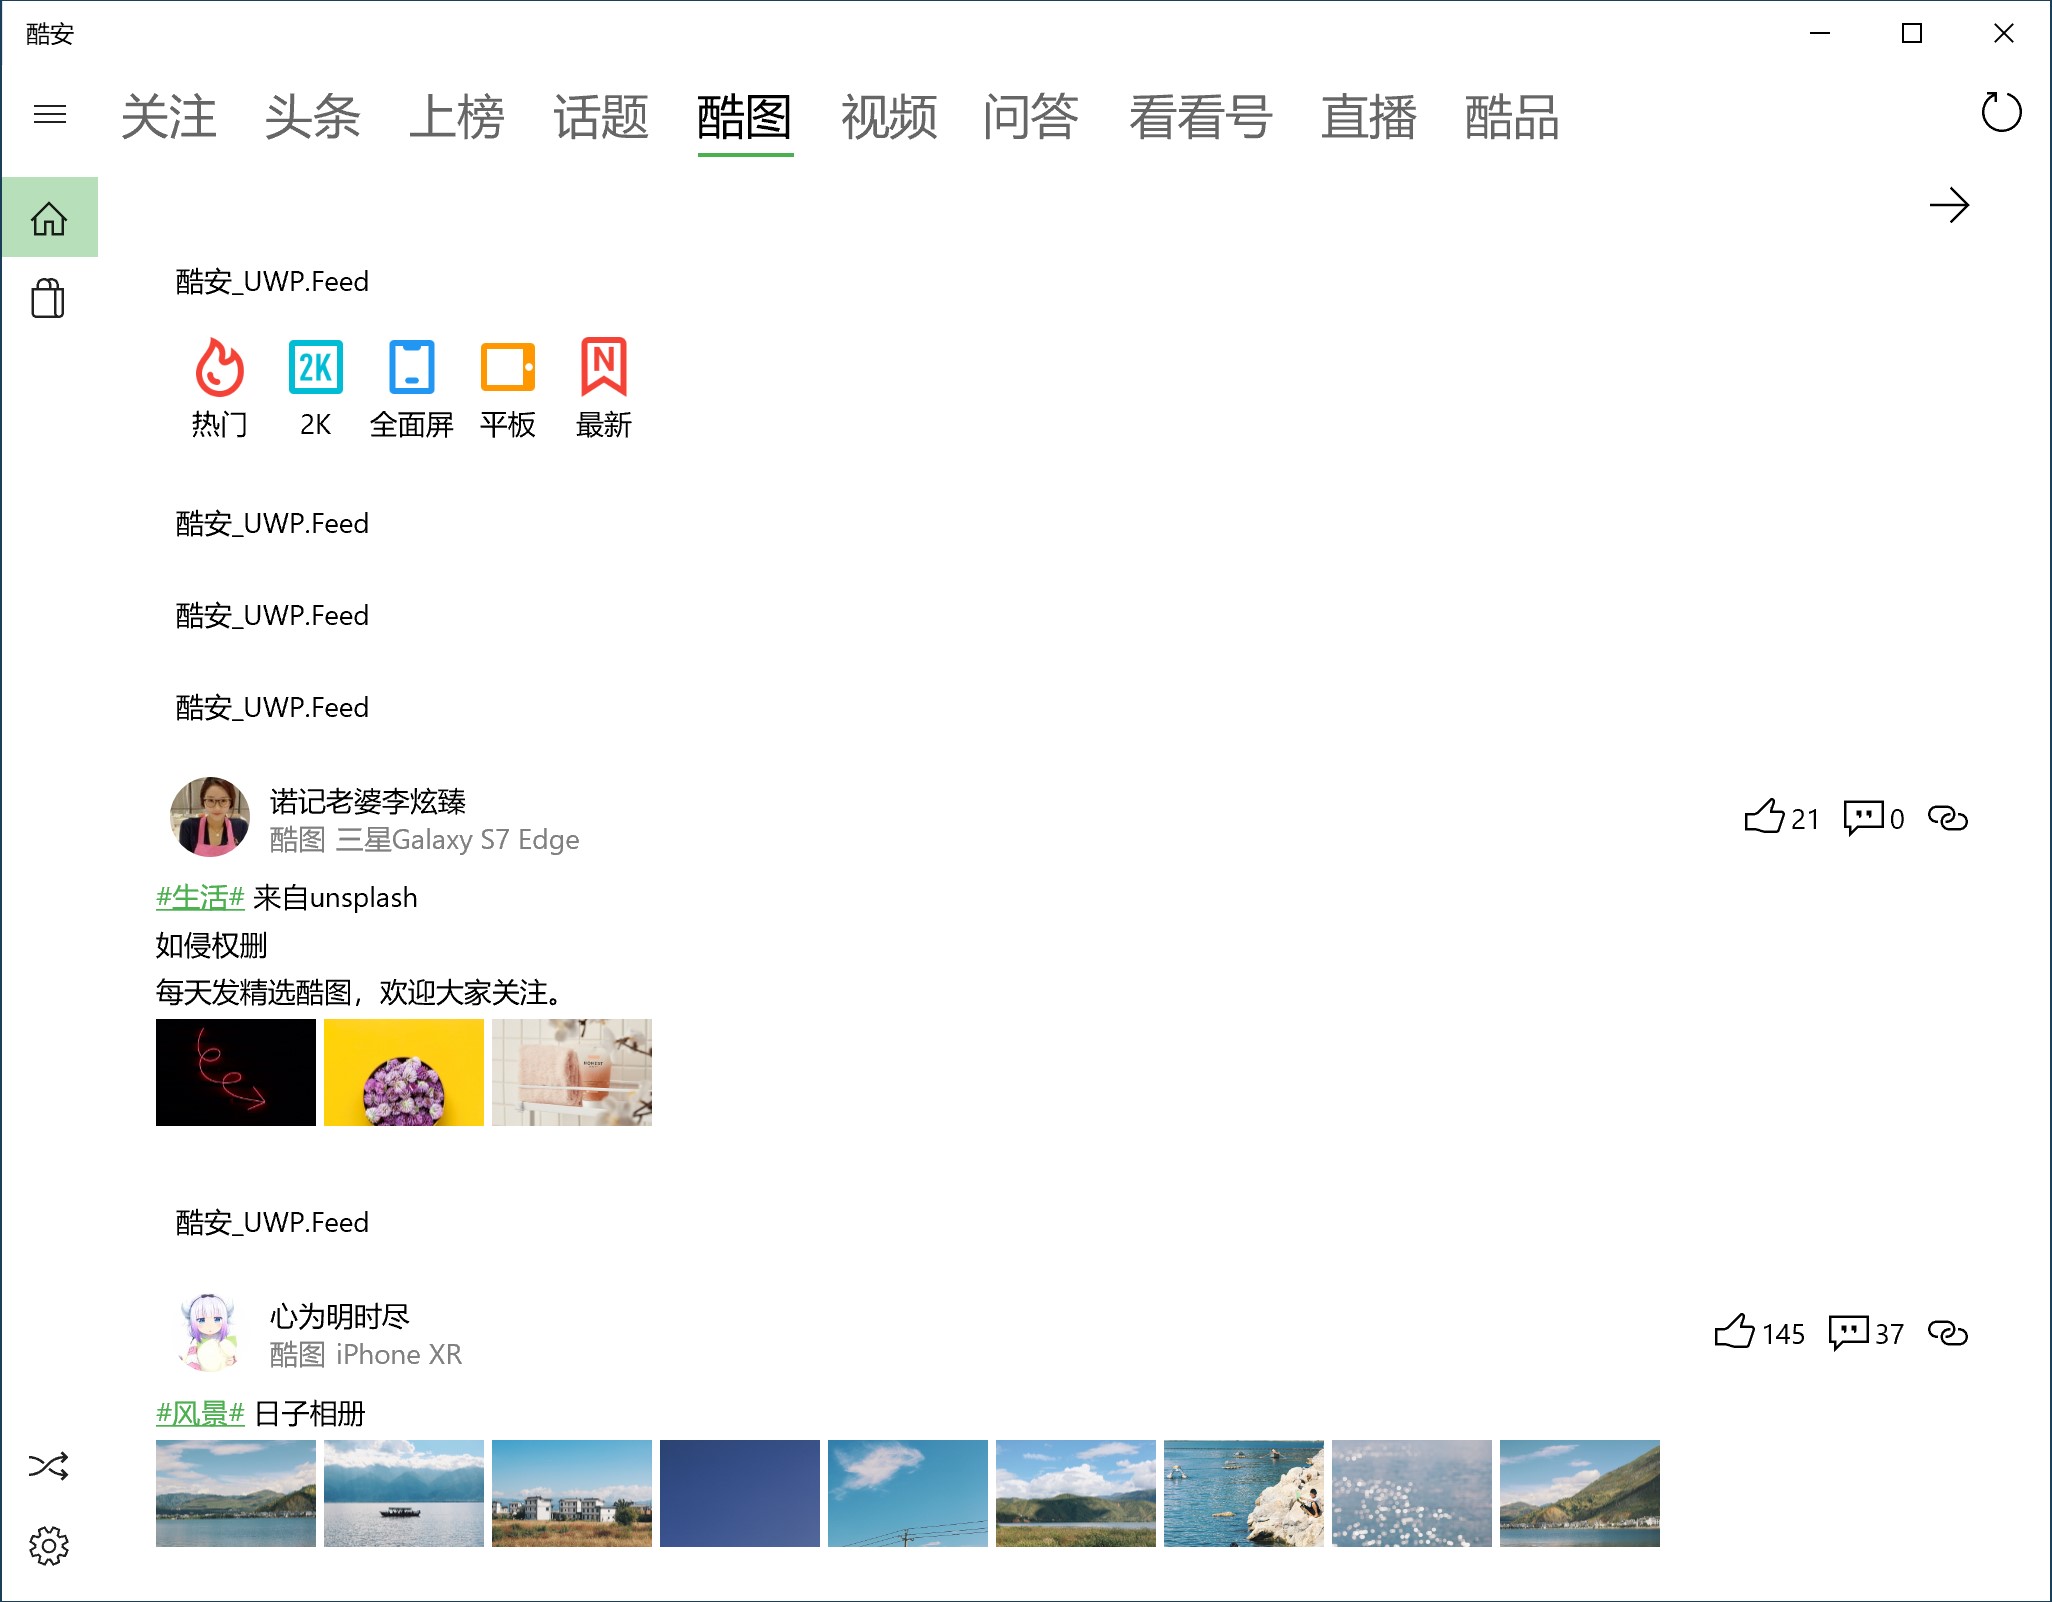 酷安
关注 头条 上榜 话题 酷图 视频 问答 看看号 直播 酷品
酷安_UWP.Feed
2K N
热门 2K 全面屏 平板 最新
酷安_UWP.Feed
酷安_UWP.Feed
酷安_UWP.Feed
诺记老婆李炫臻
酷图 三星Galaxy S7 Edge
21 0
#生活# 来自unsplash
如侵权删
每天发精选酷图，欢迎大家关注。
HONEST
酷安_UWP.Feed
心为明时尽
酷图 iPhone XR
145 37
#风景# 日子相册